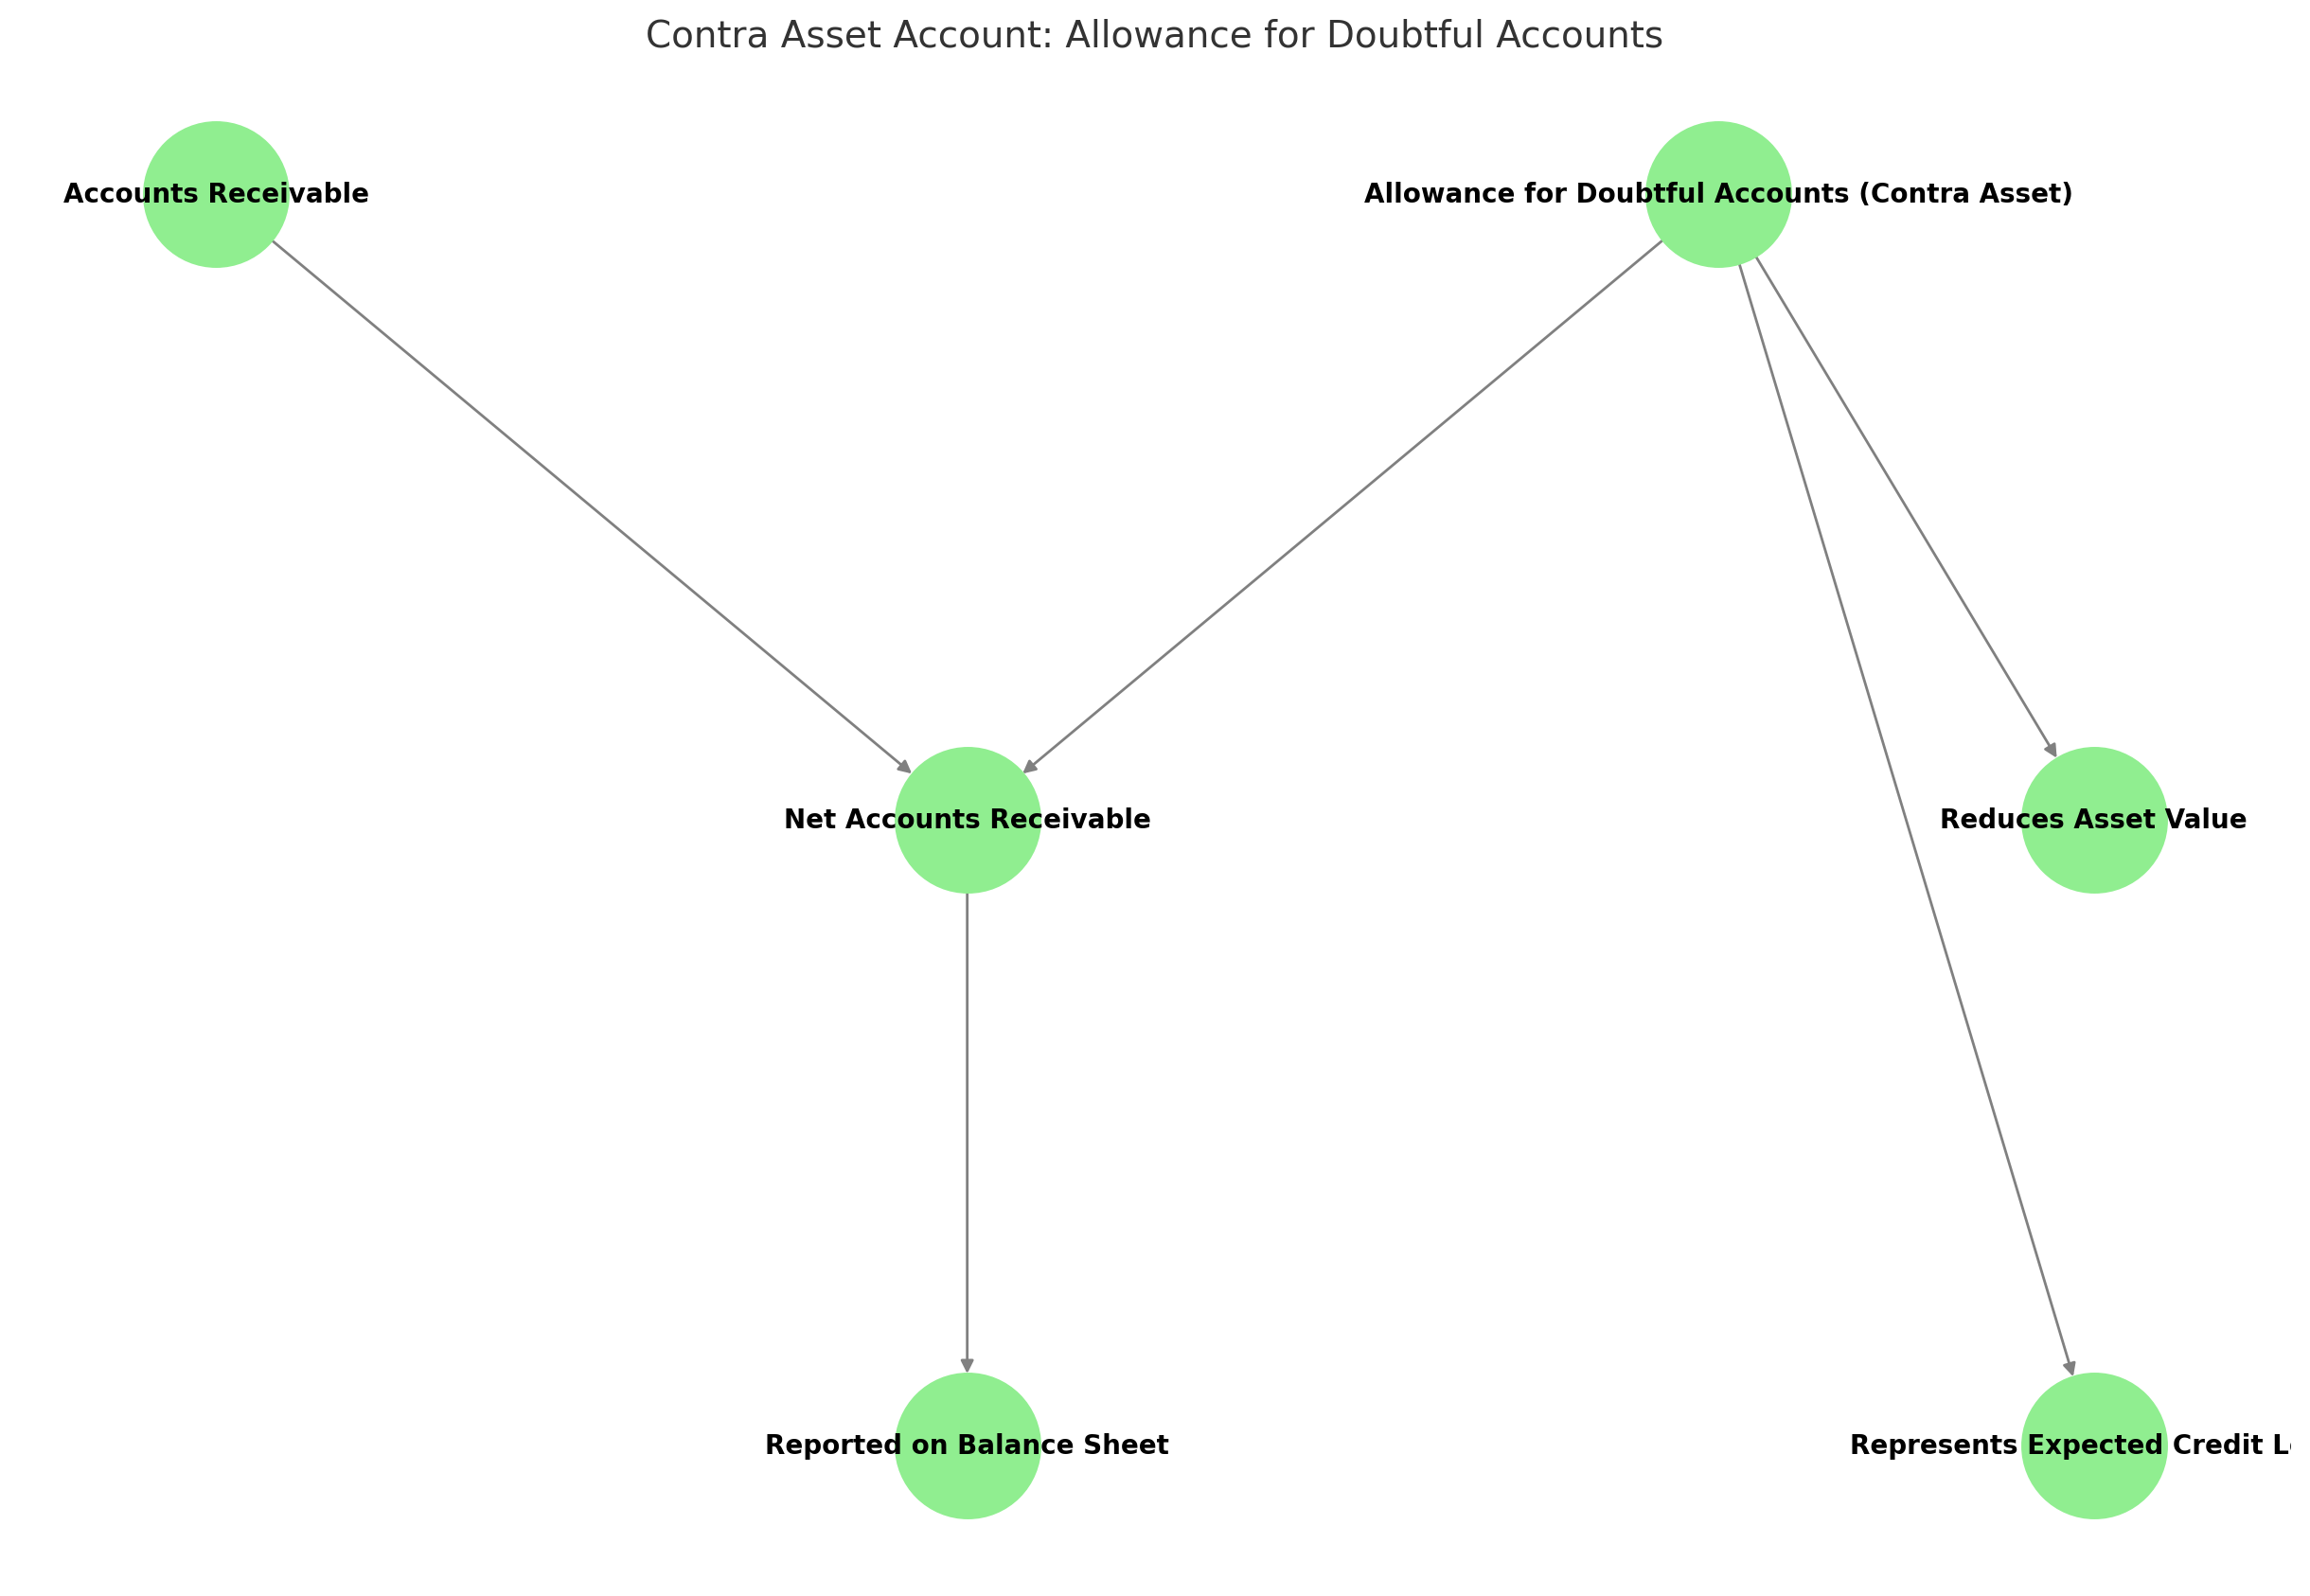 Contra Asset Account: Allowance for Doubtful Accounts
Accounts Receivable
Allowance for Doubtful Accounts (Contra Asset)
Net Accounts Receivable
Reduces Asset Value
Reported on Balance Sheet
Represents Expected Credit